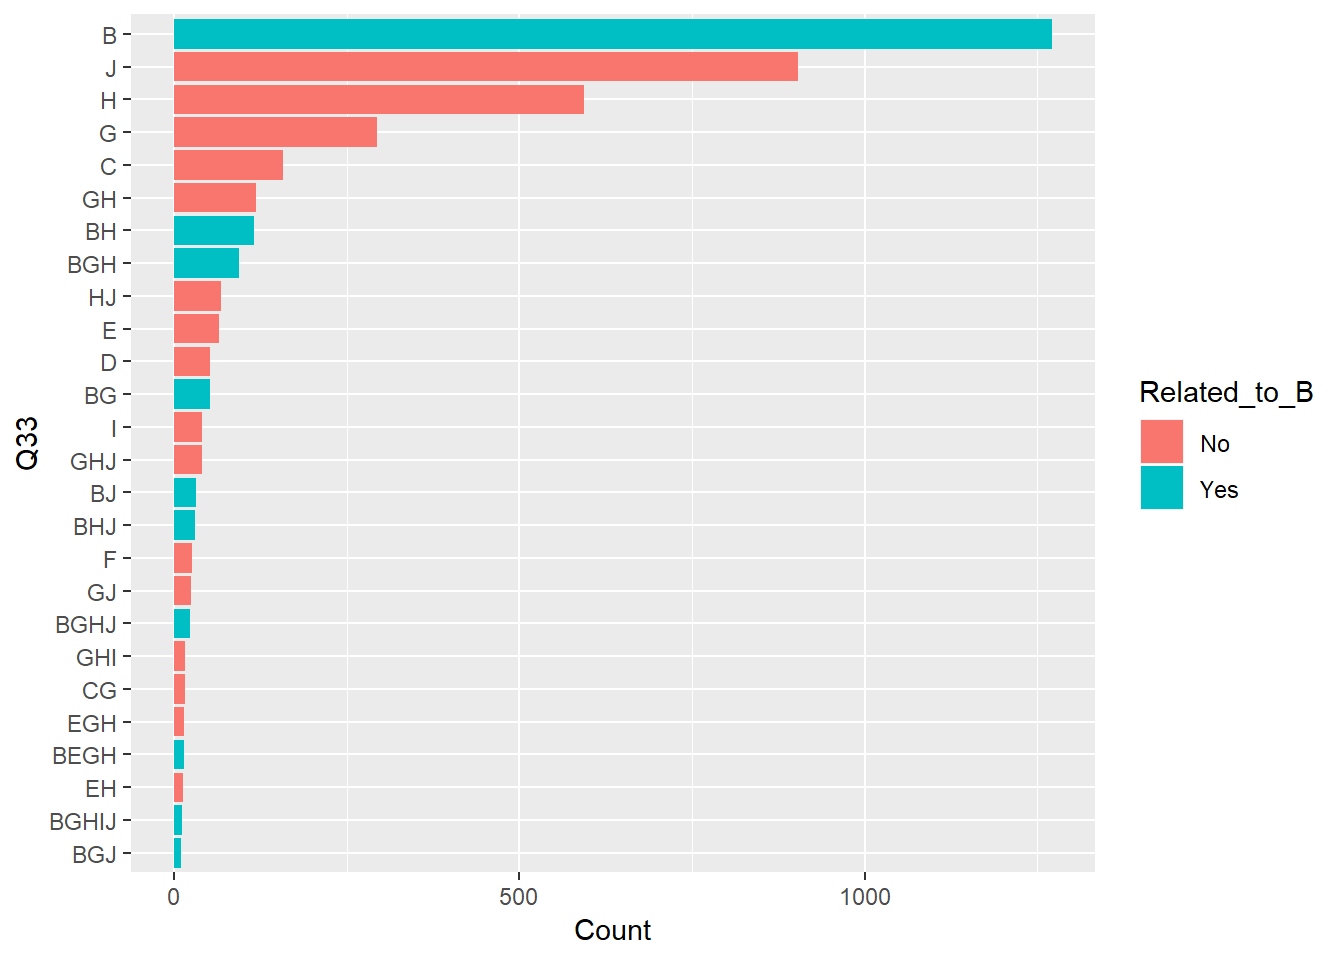 Q33
B
J
H
G
C
GH
BH
BGH
HJ
E
D
BG
I
GHJ
BJ
BHJ
F
GJ
BGHJ
GHI
CG
EGH
BEGH
EH
BGHIJ
BGJ
0 500 1000
Count
Related_to_B
No
Yes